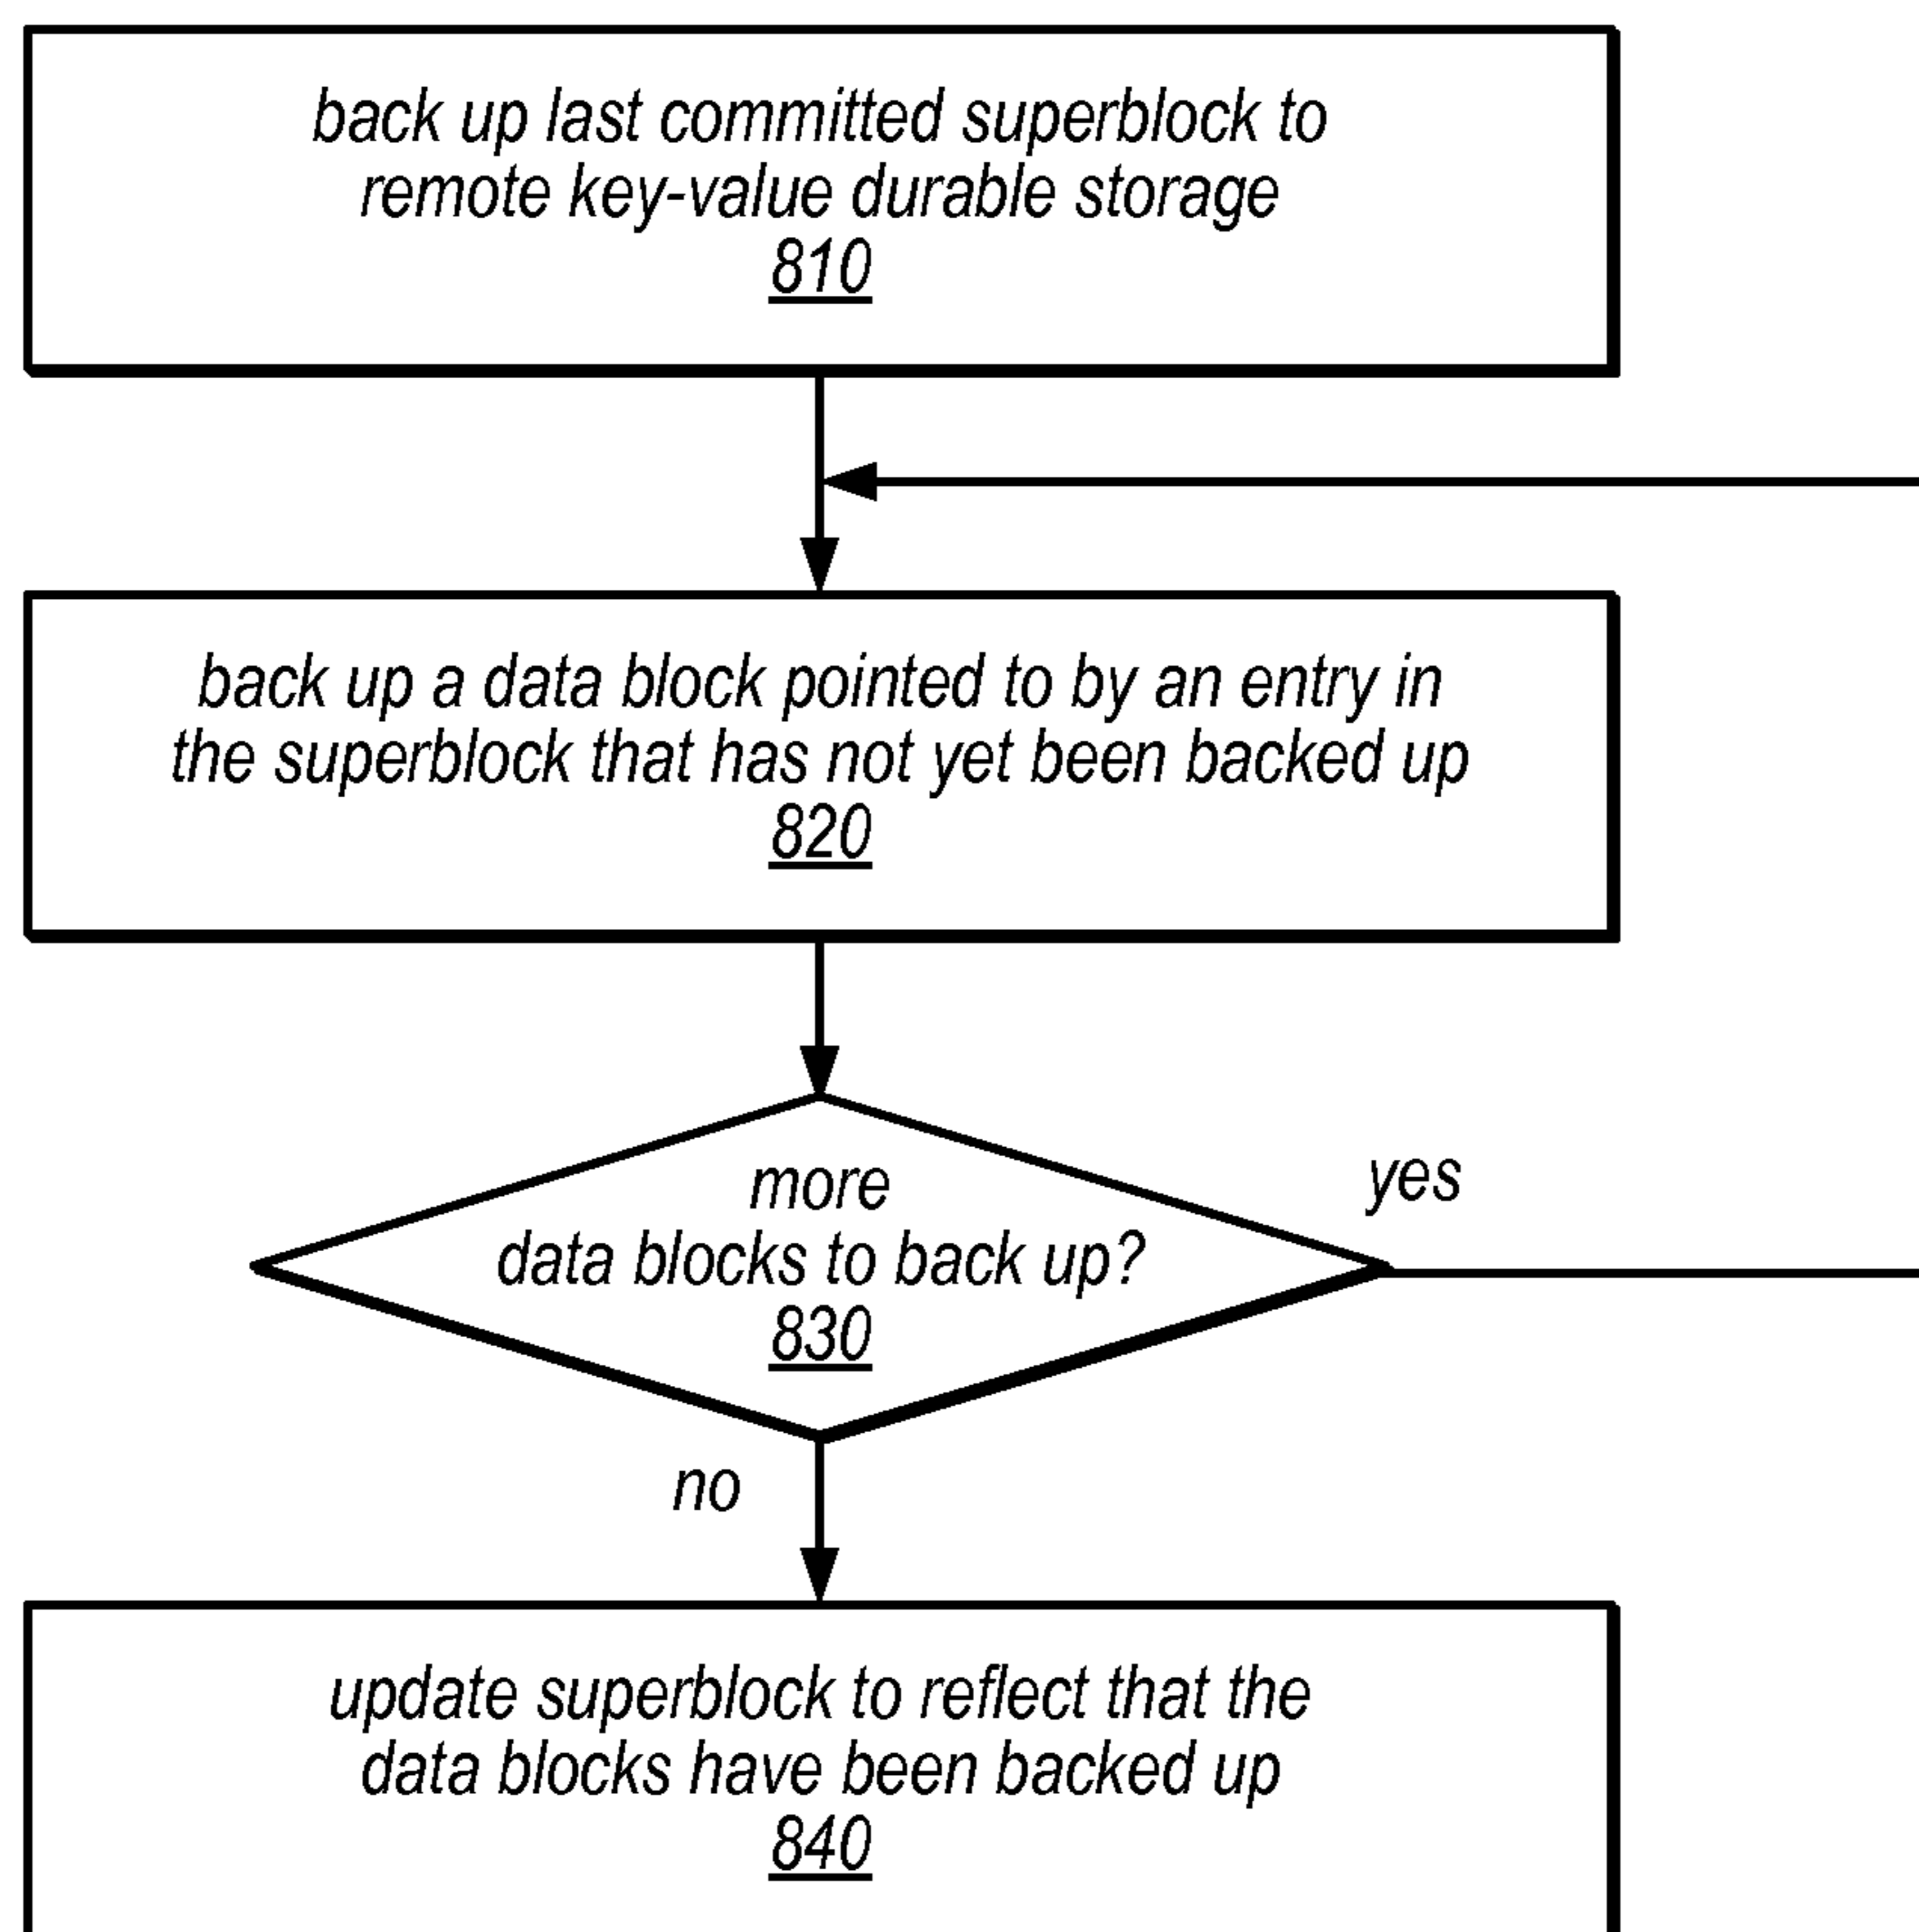 back up last committed superblock to
remote key-value durable storage
810
back up a data block pointed to by an entry in
the superblock that has not yet been backed up
820
more
data blocks to back up?
830
yes
no
update superblock to reflect that the
data blocks have been backed up
840